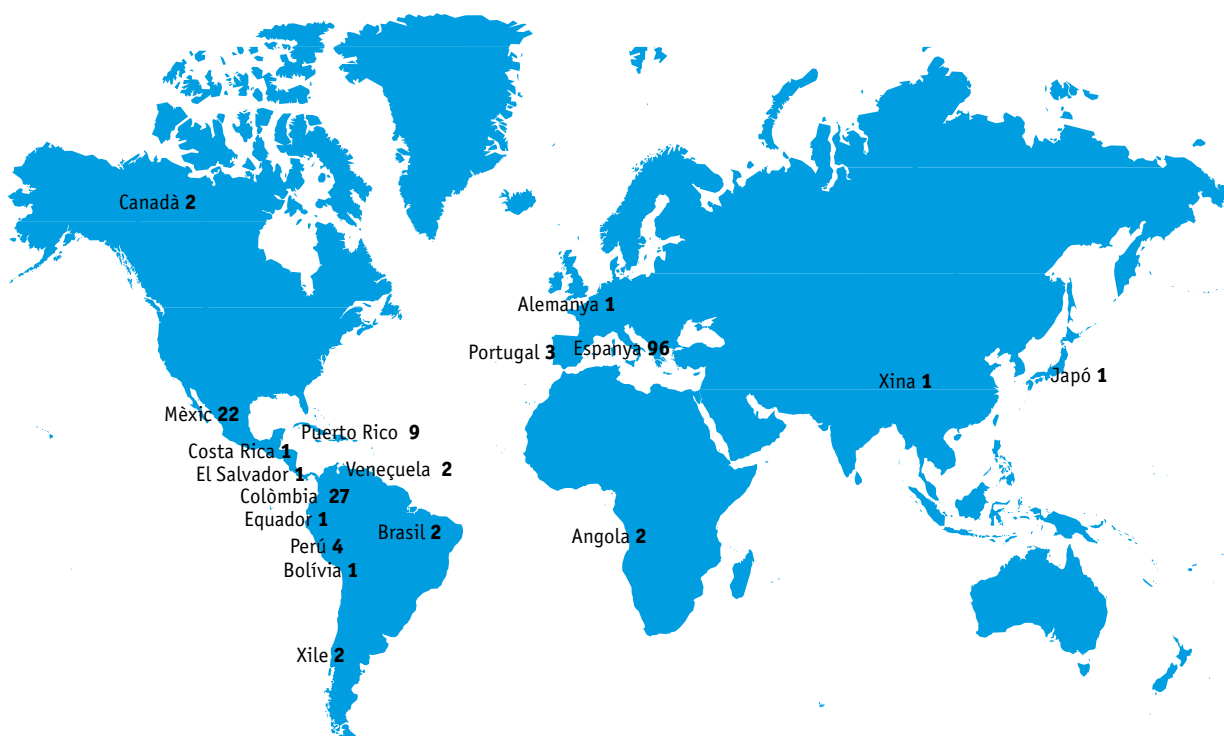 Canadà 2
Alemanya 1
Portugal 3
Espanya 96
Xina 1
Japó 1
Mèxic 22
Puerto Rico 9
Costa Rica 1
El Salvador 1
Veneçuela 2
Colòmbia 27
Equador 1
Brasil 2
Angola 2
Perú 4
Bolívia 1
Xile 2